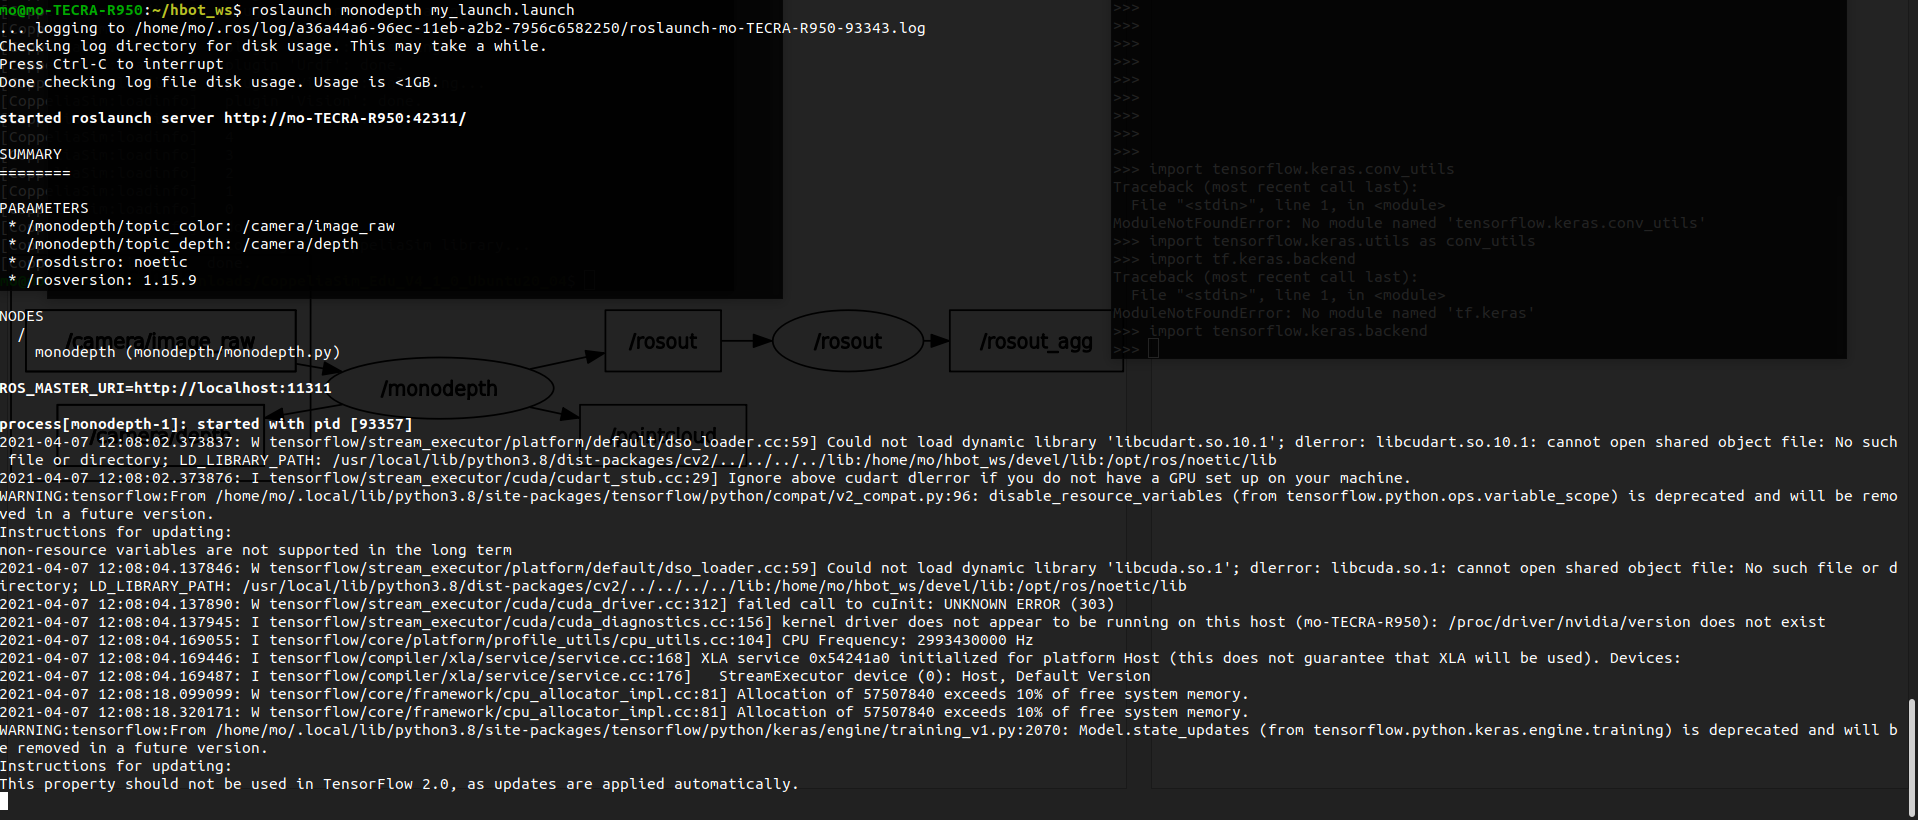 mo@mo-TECRA-R950:~/hbot_ws$ roslaunch monodepth my_launch.launch
... logging to /home/mo/.ros/log/a36a44a6-96ec-11eb-a2b2-7956c6582250/roslaunch-mo-TECRA-R950-93343.log
Checking log directory for disk usage. This may take a while.
Press Ctrl-C to interrupt
Done checking log file disk usage. Usage is <1GB.
started roslaunch server http://mo-TECRA-R950:42311/
SUMMARY
========
PARAMETERS
* /monodepth/topic_color: /camera/image_raw
* /monodepth/topic_depth: /camera/depth
* /rosdistro: noetic
* /rosversion: 1.15.9
NODES
/
monodepth (monodepth/monodepth.py)
ROS_MASTER_URI=http://localhost:11311
process[monodepth-1]: started with pid [93357]
2021-04-07 12:08:02.373837: W tensorflow/stream_executor/platform/default/dso_loader.cc:59] Could not load dynamic library 'libcudart.so.10.1'; dlerror: libcudart.so.10.1: cannot open shared object file: No such
file or directory; LD_LIBRARY_PATH: /usr/local/lib/python3.8/dist-packages/cv2/../../../../lib:/home/mo/hbot_ws/devel/lib:/opt/ros/noetic/lib
2021-04-07 12:08:02.373876: I tensorflow/stream_executor/cuda/cudart_stub.cc:29] Ignore above cudart dlerror if you do not have a GPU set up on your machine.
WARNING:tensorflow:From /home/mo/.local/lib/python3.8/site-packages/tensorflow/python/compat/v2_compat.py:96: disable_resource_variables (from tensorflow.python.ops.variable_scope) is deprecated and will be remo
ved in a future version.
Instructions for updating:
non-resource variables are not supported in the long term
2021-04-07 12:08:04.137846: W tensorflow/stream_executor/platform/default/dso_loader.cc:59] Could not load dynamic library 'libcuda.so.1'; dlerror: libcuda.so.1: cannot open shared object file: No such file or d
irectory; LD_LIBRARY_PATH: /usr/local/lib/python3.8/dist-packages/cv2/../../../../lib:/home/mo/hbot_ws/devel/lib:/opt/ros/noetic/lib
2021-04-07 12:08:04.137890: W tensorflow/stream_executor/cuda/cuda_driver.cc:312] failed call to cuInit: UNKNOWN ERROR (303)
2021-04-07 12:08:04.137945: I tensorflow/stream_executor/cuda/cuda_diagnostics.cc:156] kernel driver does not appear to be running on this host (mo-TECRA-R950): /proc/driver/nvidia/version does not exist
2021-04-07 12:08:04.169055: I tensorflow/core/platform/profile_utils/cpu_utils.cc:104] CPU Frequency: 2993430000 Hz
2021-04-07 12:08:04.169446: I tensorflow/compiler/xla/service/service.cc:168] XLA service 0x54241a0 initialized for platform Host (this does not guarantee that XLA will be used). Devices:
2021-04-07 12:08:04.169487: I tensorflow/compiler/xla/service/service.cc:176]   StreamExecutor device (0): Host, Default Version
2021-04-07 12:08:18.099099: W tensorflow/core/framework/cpu_allocator_impl.cc:81] Allocation of 57507840 exceeds 10% of free system memory.
2021-04-07 12:08:18.320171: W tensorflow/core/framework/cpu_allocator_impl.cc:81] Allocation of 57507840 exceeds 10% of free system memory.
WARNING:tensorflow:From /home/mo/.local/lib/python3.8/site-packages/tensorflow/python/keras/engine/training_v1.py:2070: Model.state_updates (from tensorflow.python.keras.engine.training) is deprecated and will b
e removed in a future version.
Instructions for updating:
This property should not be used in TensorFlow 2.0, as updates are applied automatically.
>>>
>>>
>>>
>>>
>>>
>>>
>>>
>>>
>>>
>>> import tensorflow.keras.conv_utils
Traceback (most recent call last):
File "<stdin>", line 1, in <module>
ModuleNotFoundError: No module named 'tensorflow.keras.conv_utils'
>>> import tensorflow.keras.utils as conv_utils
>>> import tf.keras.backend
Traceback (most recent call last):
File "<stdin>", line 1, in <module>
ModuleNotFoundError: No module named 'tf.keras'
>>> import tensorflow.keras.backend
>>>
/camera/image_raw
/monodepth
/rosout
/rosout
/rosout_agg
/camera/depth
/pointcloud